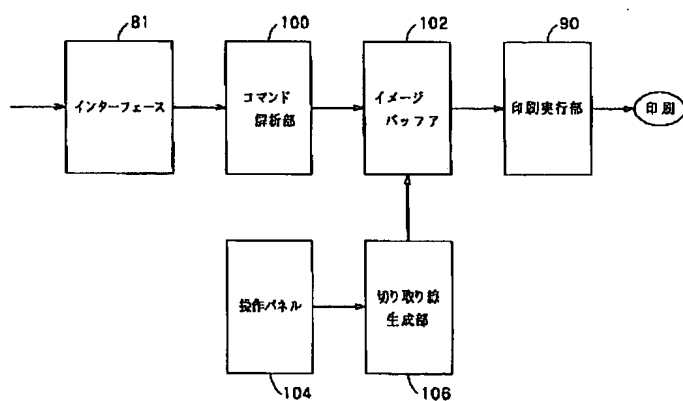 81
100
102
90
インターフェース
コマンド
解析部
イメージ
バッファ
印刷実行部
印刷
操作パネル
切り取り線
生成部
104
106